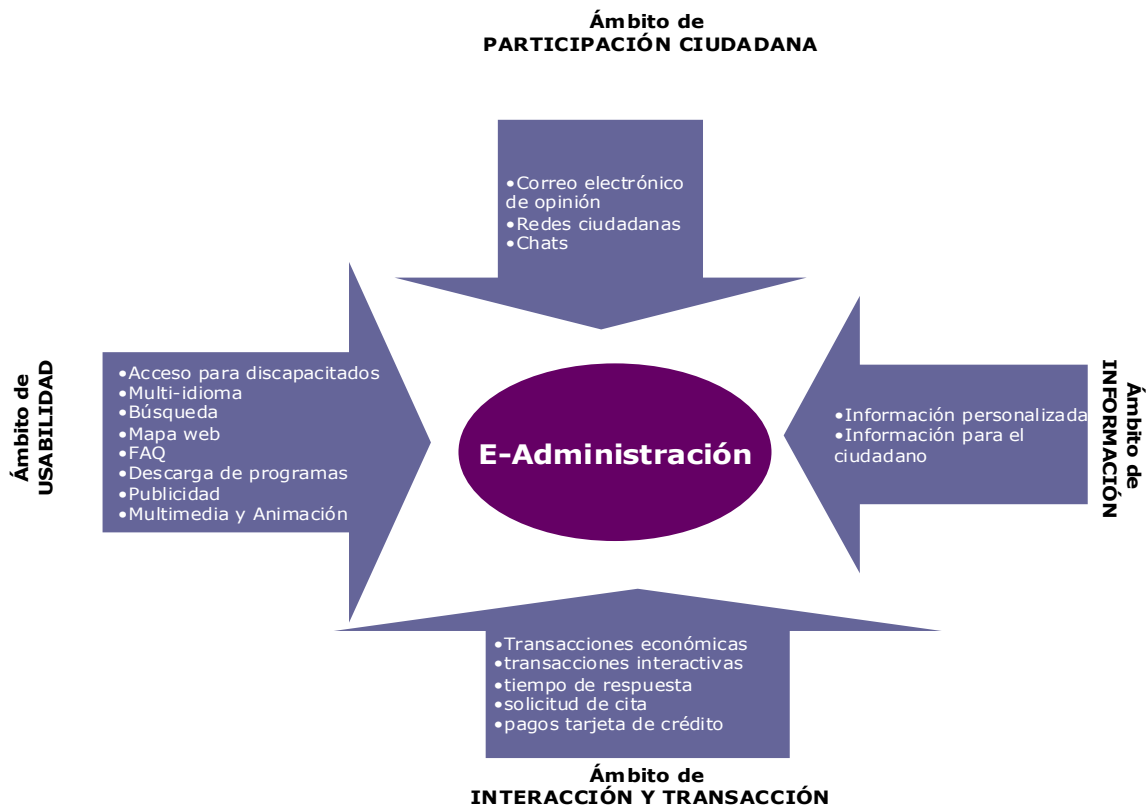 Ámbito de
PARTICIPACIÓN CIUDADANA
•Correo electrónico
de opinión
•Redes ciudadanas
•Chats
Ámbito de
USABILIDAD
•Acceso para discapacitados
•Multi-idioma
•Búsqueda
•Mapa web
•FAQ
•Descarga de programas
•Publicidad
•Multimedia y Animación
E-Administración
•Información personalizada
•Información para el
ciudadano
Ámbito de
INFORMACIÓN
•Transacciones económicas
•transacciones interactivas
•tiempo de respuesta
•solicitud de cita
•pagos tarjeta de crédito
Ámbito de
INTERACCIÓN Y TRANSACCIÓN